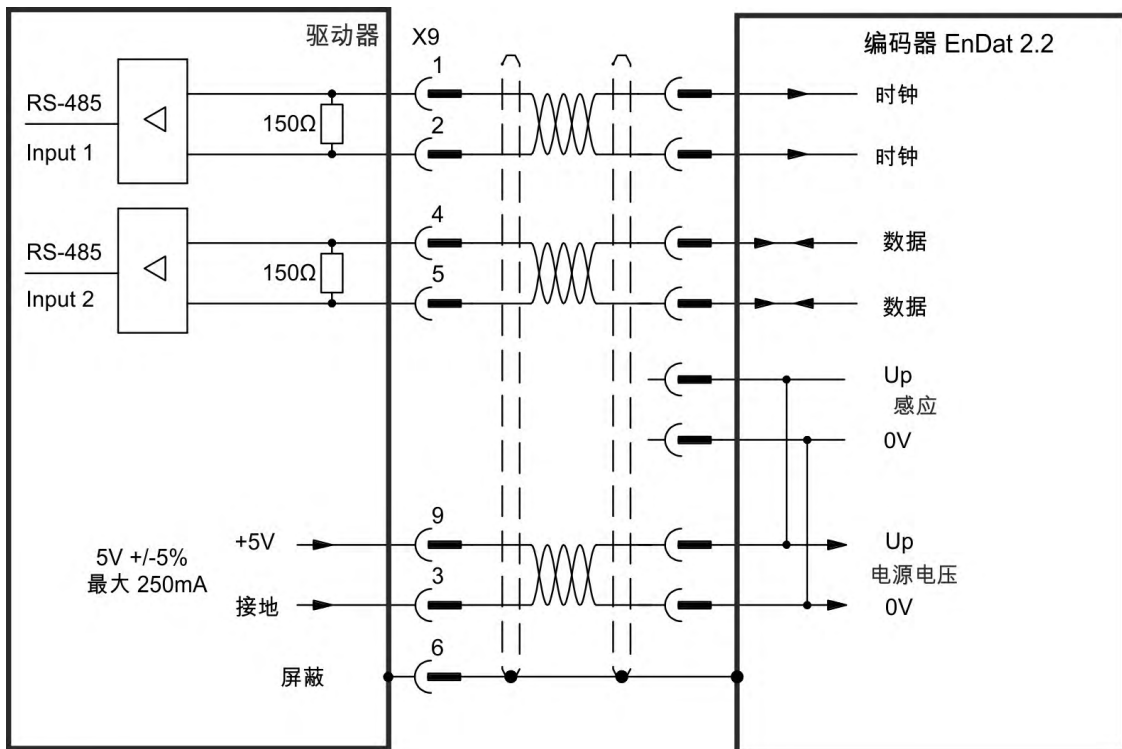 驱动器
X9
编码器 EnDat 2.2
1
RS-485
150Ω
时钟
2
Input 1
时钟
4
RS-485
150Ω
数据
5
Input 2
数据
Up
感应
0V
9
+5V
Up
5V +/-5%
最大 250mA
电源电压
3
接地
0V
6
屏蔽